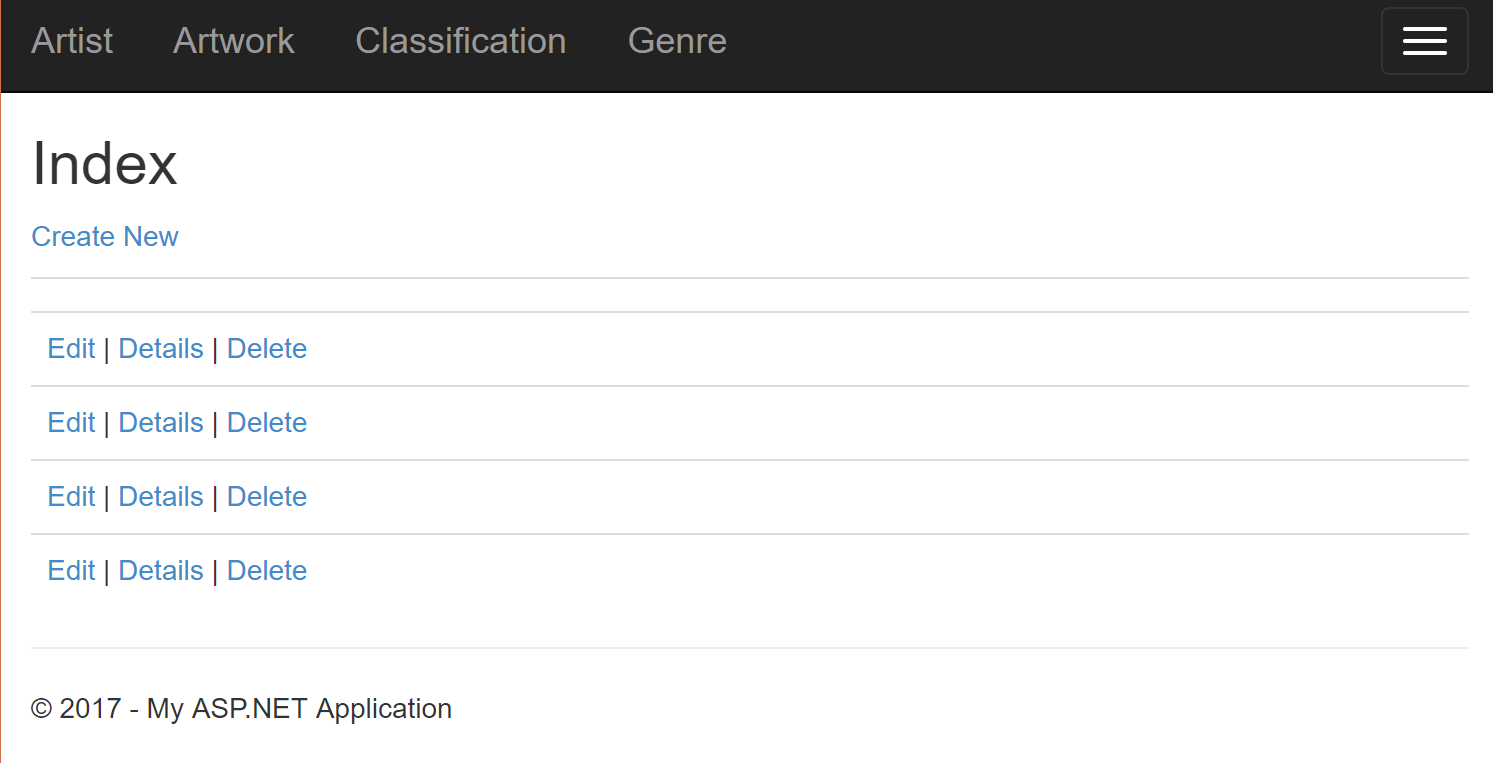 Artist Artwork Classification Genre
Index
Create New
Edit | Details | Delete
Edit | Details | Delete
Edit | Details | Delete
Edit | Details | Delete
© 2017 - My ASP.NET Application